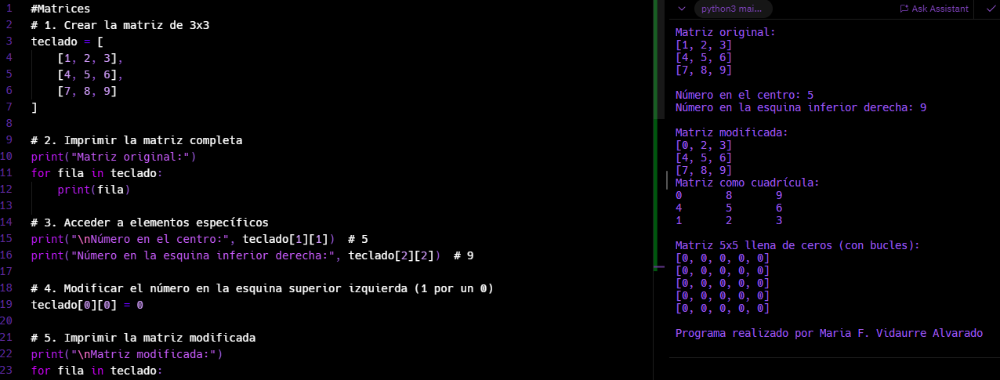 1 #Matrices
2 # 1. Crear la matriz de 3x3
3 teclado = [
4     [1, 2, 3],
5     [4, 5, 6],
6     [7, 8, 9]
7 ]
8
9 # 2. Imprimir la matriz completa
10 print("Matriz original:")
11 for fila in teclado:
12     print(fila)
13
14 # 3. Acceder a elementos específicos
15 print("\nNúmero en el centro:", teclado[1][1])  # 5
16 print("Número en la esquina inferior derecha:", teclado[2][2])  # 9
17
18 # 4. Modificar el número en la esquina superior izquierda (1 por un 0)
19 teclado[0][0] = 0
20
21 # 5. Imprimir la matriz modificada
22 print("\nMatriz modificada:")
23 for fila in teclado:
python3 mai... Ask Assistant
Matriz original:
[1, 2, 3]
[4, 5, 6]
[7, 8, 9]

Número en el centro: 5
Número en la esquina inferior derecha: 9

Matriz modificada:
[0, 2, 3]
[4, 5, 6]
[7, 8, 9]
Matriz como cuadrícula:
0       8       9
4       5       6
1       2       3

Matriz 5x5 llena de ceros (con bucles):
[0, 0, 0, 0, 0]
[0, 0, 0, 0, 0]
[0, 0, 0, 0, 0]
[0, 0, 0, 0, 0]
[0, 0, 0, 0, 0]

Programa realizado por Maria F. Vidaurre Alvarado